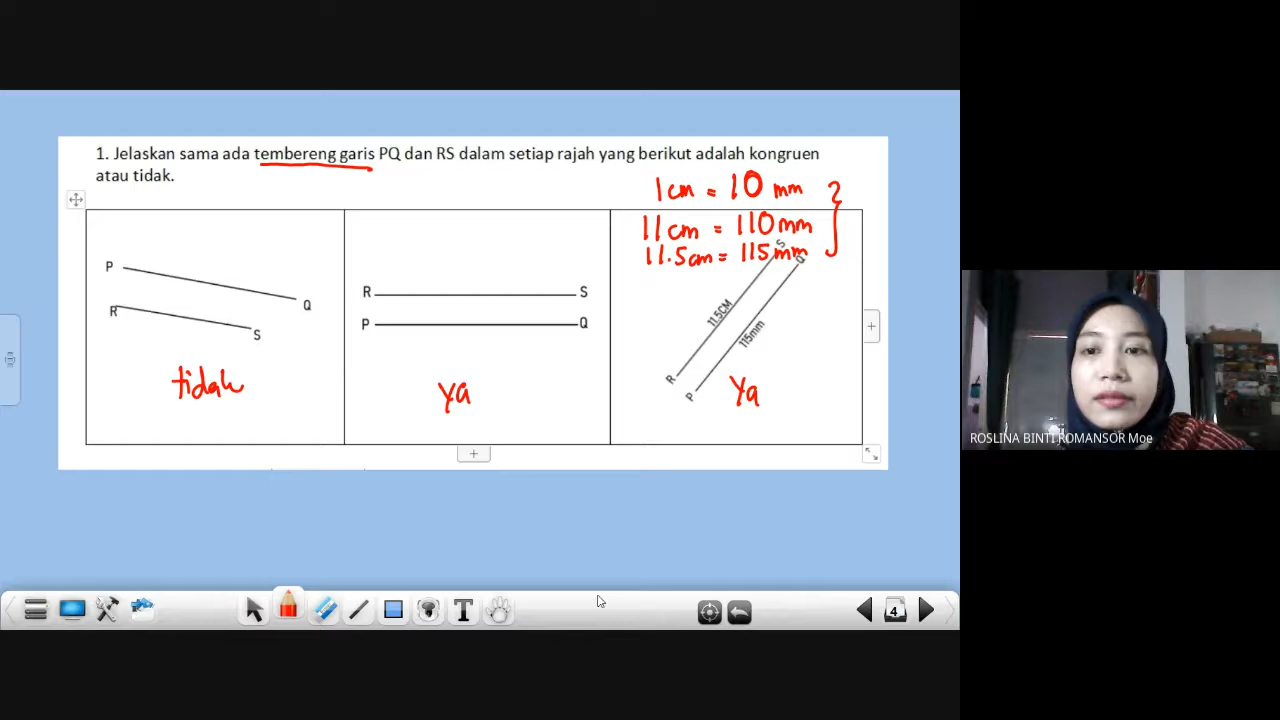 1. Jelaskan sama ada tembereng garis PQ dan RS dalam setiap rajah yang berikut adalah kongruen
atau tidak.
1cm = 10 mm
11cm = 110mm
11.5cm = 115mm
P
Q
R
S
tidak
R
S
P
Q
ya
S
Q
11.5CM
115mm
R
P
Ya
ROSLINA BINTI ROMANSOR Moe
T
4